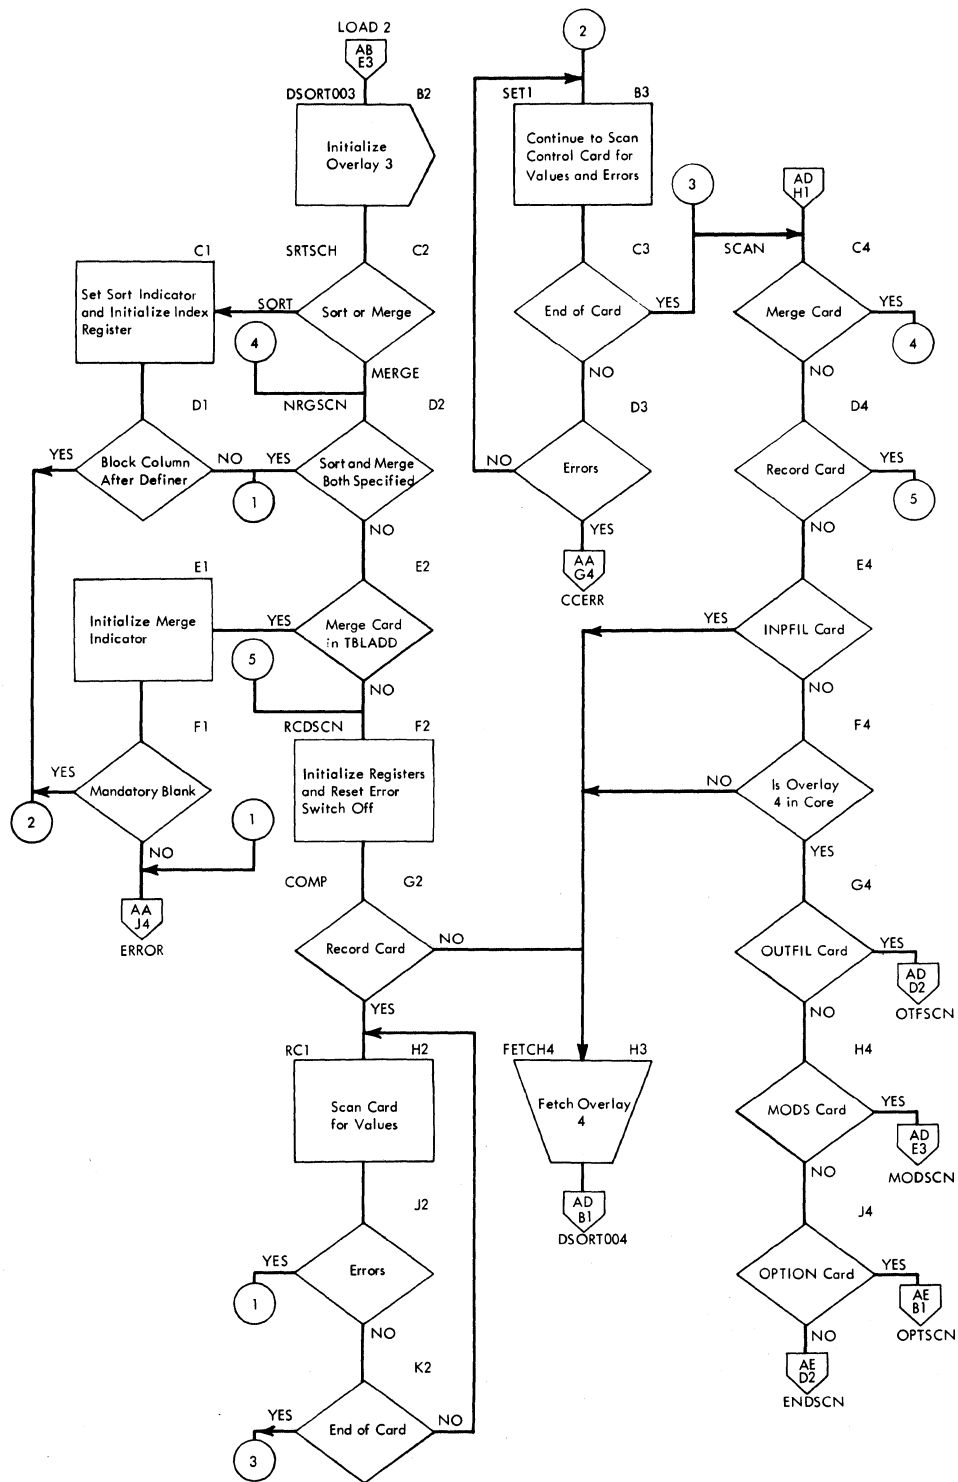 LOAD 2
AB
E3
DSORT003
B2
Initialize
Overlay 3
SRTSCH
C2
Sort or Merge
SORT
MERGE
C1
Set Sort Indicator
and Initialize Index
Register
4
NRGSCN
D2
D1
YES
Block Column
After Definer
NO
1
YES
Sort and Merge
Both Specified
NO
E1
Initialize Merge
Indicator
YES
E2
Merge Card
in TBLADD
NO
5
RCDSCN
F2
F1
YES
Mandatory Blank
NO
2
1
AA
J4
ERROR
Initialize Registers
and Reset Error
Switch Off
COMP
G2
Record Card
NO
YES
RC1
H2
Scan Card
for Values
J2
YES
Errors
1
NO
K2
YES
End of Card
NO
3
2
SET1
B3
Continue to Scan
Control Card for
Values and Errors
C3
End of Card
YES
NO
3
D3
NO
Errors
YES
AA
G4
CCERR
FETCH4
H3
Fetch Overlay
4
AD
B1
DSORT004
AD
H1
SCAN
C4
Merge Card
YES
4
NO
D4
Record Card
YES
5
NO
E4
YES
INPFIL Card
NO
F4
NO
Is Overlay
4 in Core
YES
G4
OUTFIL Card
YES
AD
D2
OTFSCN
NO
H4
MODS Card
YES
AD
E3
MODSCN
NO
J4
OPTION Card
YES
AE
B1
OPTSCN
NO
AE
D2
ENDSCN